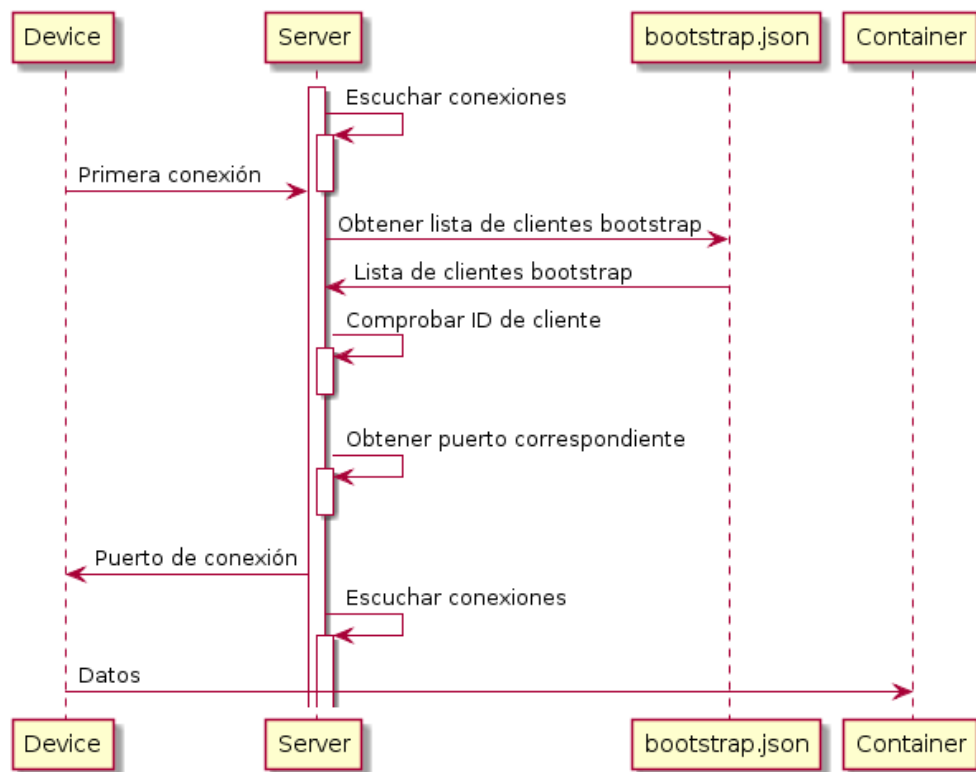 Device
Server
bootstrap.json
Container
Escuchar conexiones
Primera conexión
Obtener lista de clientes bootstrap
Lista de clientes bootstrap
Comprobar ID de cliente
Obtener puerto correspondiente
Puerto de conexión
Escuchar conexiones
Datos
Device
Server
bootstrap.json
Container